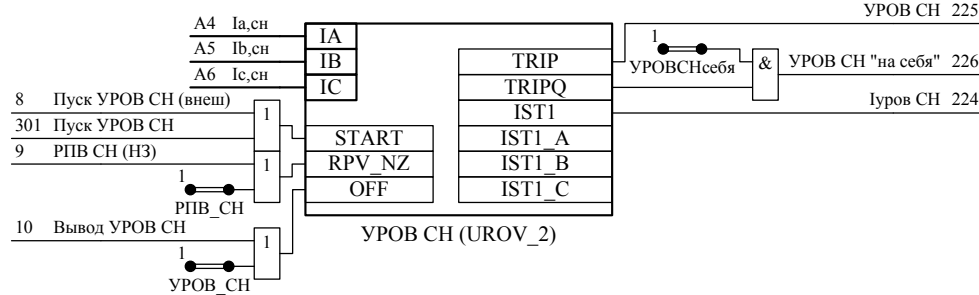 УРОВ СН 225
A4 Ia,сн
IA
1
A5 Ib,сн
IB
TRIP
УРОВСНсебя
&
УРОВ СН "на себя" 226
A6 Ic,сн
IC
TRIPQ
8 Пуск УРОВ СН (внеш)
1
IST1
Iуров СН 224
301 Пуск УРОВ СН
START
IST1_A
9 РПВ СН (НЗ)
1
RPV_NZ
IST1_B
1
РПВ_СН
OFF
IST1_C
10 Вывод УРОВ СН
1
УРОВ СН (UROV_2)
1
УРОВ_СН